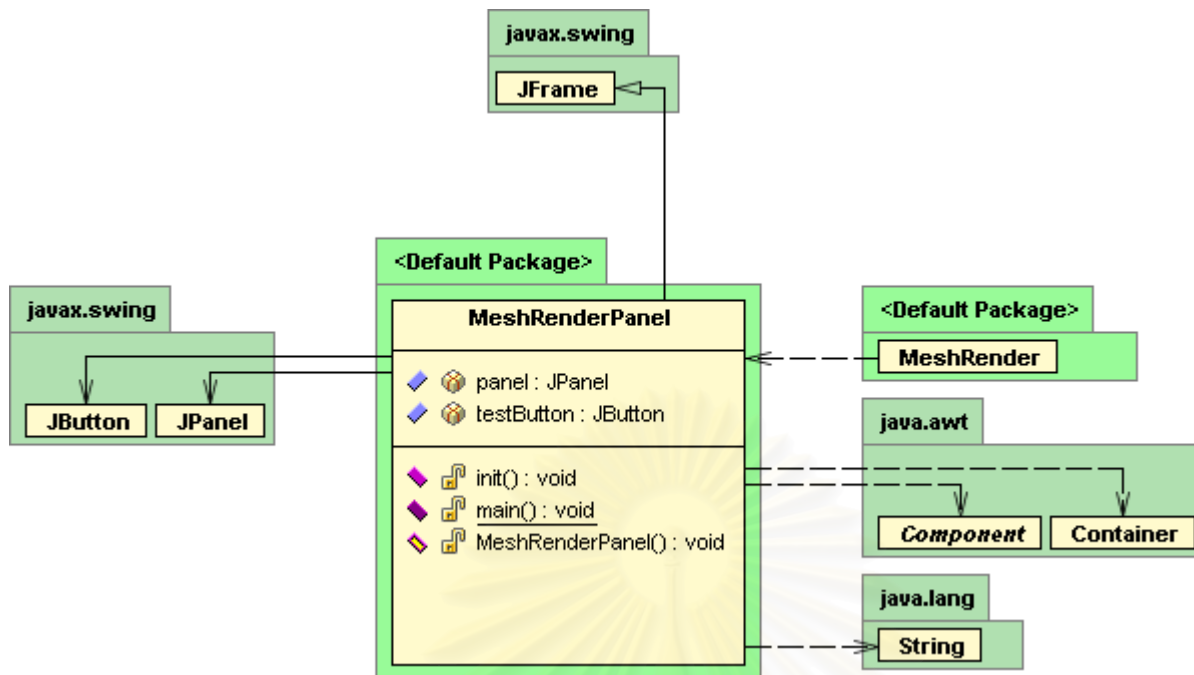 javax.swing
JFrame
<Default Package>
MeshRenderPanel
panel : JPanel
testButton : JButton
init() : void
main() : void
MeshRenderPanel() : void
javax.swing
JButton
JPanel
<Default Package>
MeshRender
java.awt
Component
Container
java.lang
String